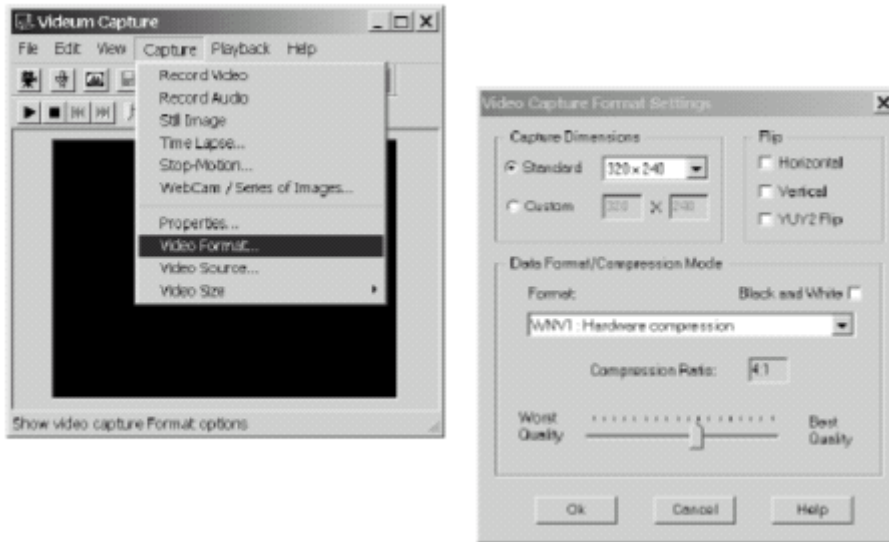 Videum Capture
File Edit View Capture Playback Help
Record Video
Record Audio
Still Image
Time Lapse...
Stop-Motion...
WebCam / Series of Images...
Properties...
Video Format...
Video Source...
Video Size
Show video capture Format options
Video Capture Format Settings
Capture Dimensions
Standard 320 x 240
Custom 320 X 240
Flip
Horizontal
Vertical
YUY2 Flip
Data Format/Compression Mode
Format: Black and White
WNV1 : Hardware compression
Compression Ratio: 4:1
Worst Quality
Best Quality
Ok Cancel Help